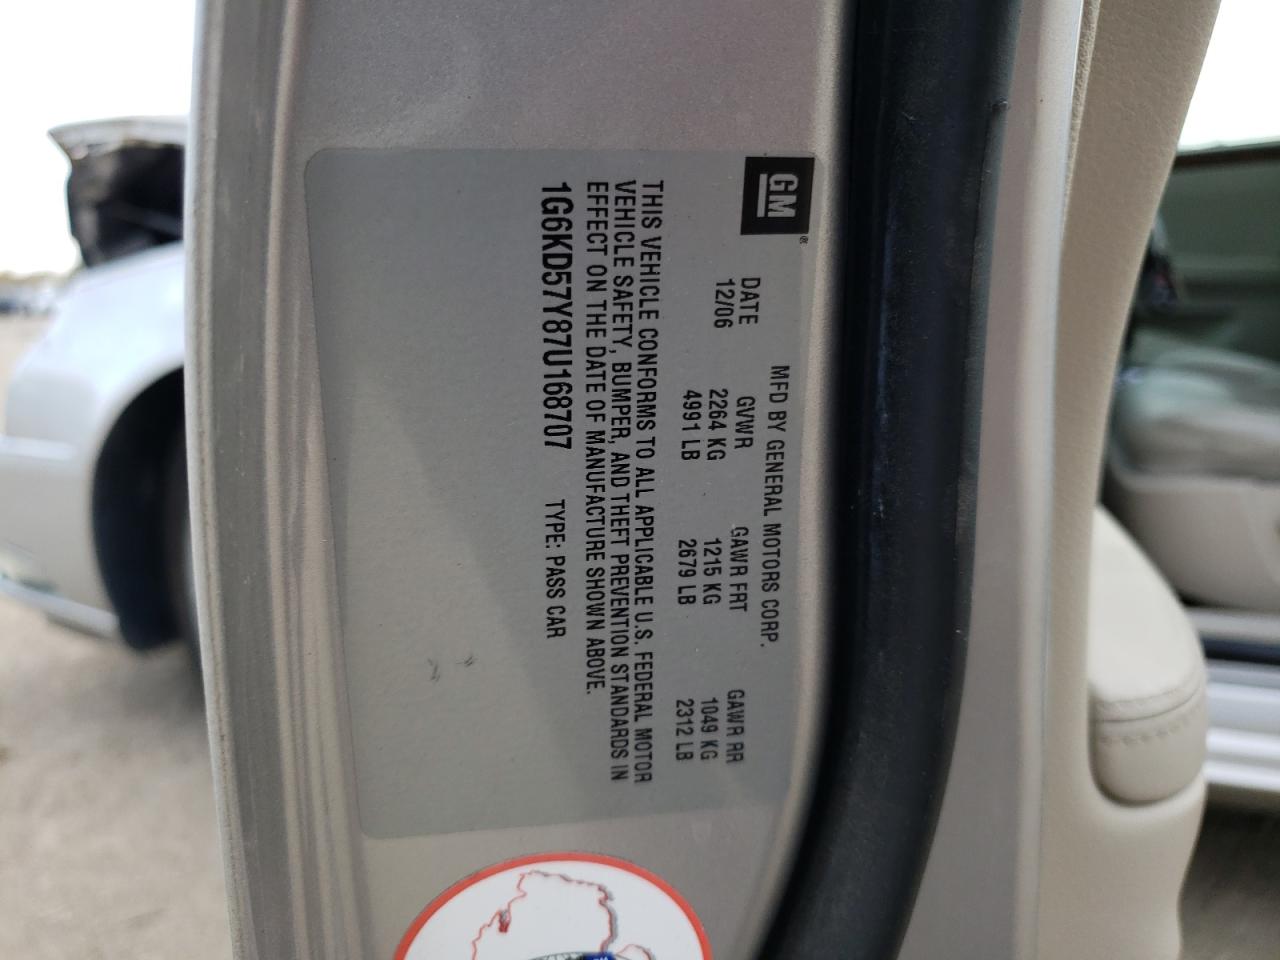 GM®
MFD BY GENERAL MOTORS CORP.
DATE GVWR GAWR FRT GAWR RR
12/06 2264 KG 1215 KG 1049 KG
4991 LB 2679 LB 2312 LB
THIS VEHICLE CONFORMS TO ALL APPLICABLE U.S. FEDERAL MOTOR
VEHICLE SAFETY, BUMPER, AND THEFT PREVENTION STANDARDS IN
EFFECT ON THE DATE OF MANUFACTURE SHOWN ABOVE.
1G6KD57Y87U168707 TYPE: PASS CAR